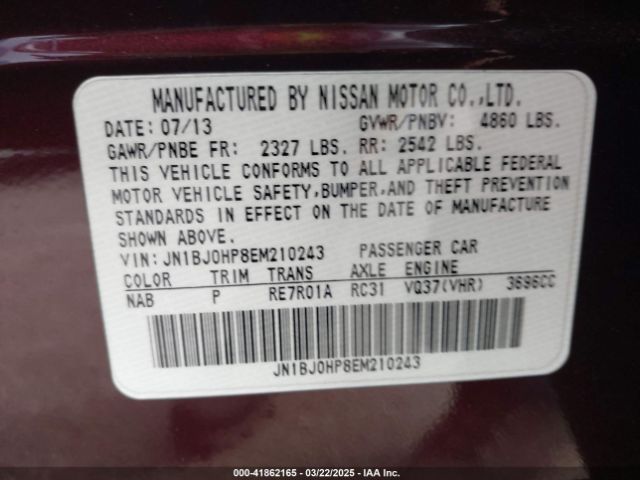 MANUFACTURED BY NISSAN MOTOR CO.,LTD.
DATE: 07/13 GVWR/PNBV: 4860 LBS.
GAWR/PNBE FR: 2327 LBS. RR: 2542 LBS.
THIS VEHICLE CONFORMS TO ALL APPLICABLE FEDERAL
MOTOR VEHICLE SAFETY,BUMPER,AND THEFT PREVENTION
STANDARDS IN EFFECT ON THE DATE OF MANUFACTURE
SHOWN ABOVE.
VIN: JN1BJ0HP8EM210243 PASSENGER CAR
COLOR TRIM TRANS AXLE ENGINE
NAB P RE7R01A RC31 VQ37(VHR) 3696CC
JN1BJ0HP8EM210243
000-41862165 - 03/22/2025 - IAA Inc.